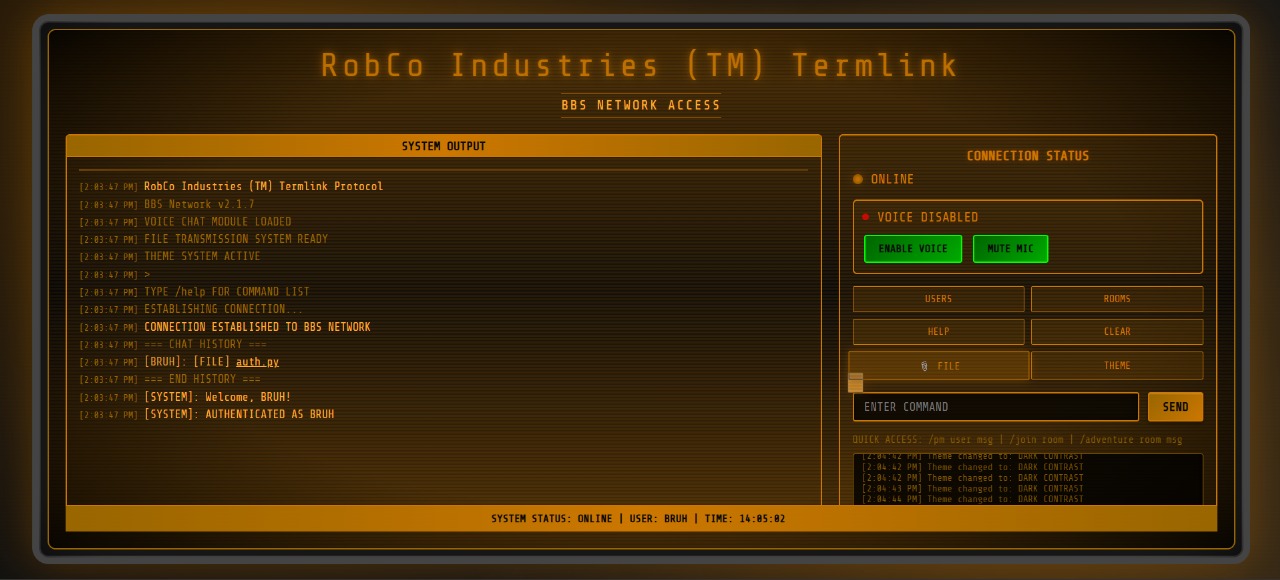 RobCo Industries (TM) Termlink
BBS NETWORK ACCESS
SYSTEM OUTPUT
[2:03:47 PM] RobCo Industries (TM) Termlink Protocol
[2:03:47 PM] BBS Network v2.1.7
[2:03:47 PM] VOICE CHAT MODULE LOADED
[2:03:47 PM] FILE TRANSMISSION SYSTEM READY
[2:03:47 PM] THEME SYSTEM ACTIVE
[2:03:47 PM] >
[2:03:47 PM] TYPE /help FOR COMMAND LIST
[2:03:47 PM] ESTABLISHING CONNECTION...
[2:03:47 PM] CONNECTION ESTABLISHED TO BBS NETWORK
[2:03:47 PM] === CHAT HISTORY ===
[2:03:47 PM] [BRUH]: [FILE] auth.py
[2:03:47 PM] === END HISTORY ===
[2:03:47 PM] [SYSTEM]: Welcome, BRUH!
[2:03:47 PM] [SYSTEM]: AUTHENTICATED AS BRUH
CONNECTION STATUS
ONLINE
VOICE DISABLED
ENABLE VOICE MUTE MIC
USERS ROOMS
HELP CLEAR
FILE THEME
ENTER COMMAND SEND
QUICK ACCESS: /pm user msg | /join room | /adventure room msg
[2:04:42 PM] Theme changed to: DARK CONTRAST
[2:04:42 PM] Theme changed to: DARK CONTRAST
[2:04:42 PM] Theme changed to: DARK CONTRAST
[2:04:43 PM] Theme changed to: DARK CONTRAST
[2:04:44 PM] Theme changed to: DARK CONTRAST
SYSTEM STATUS: ONLINE | USER: BRUH | TIME: 14:05:02